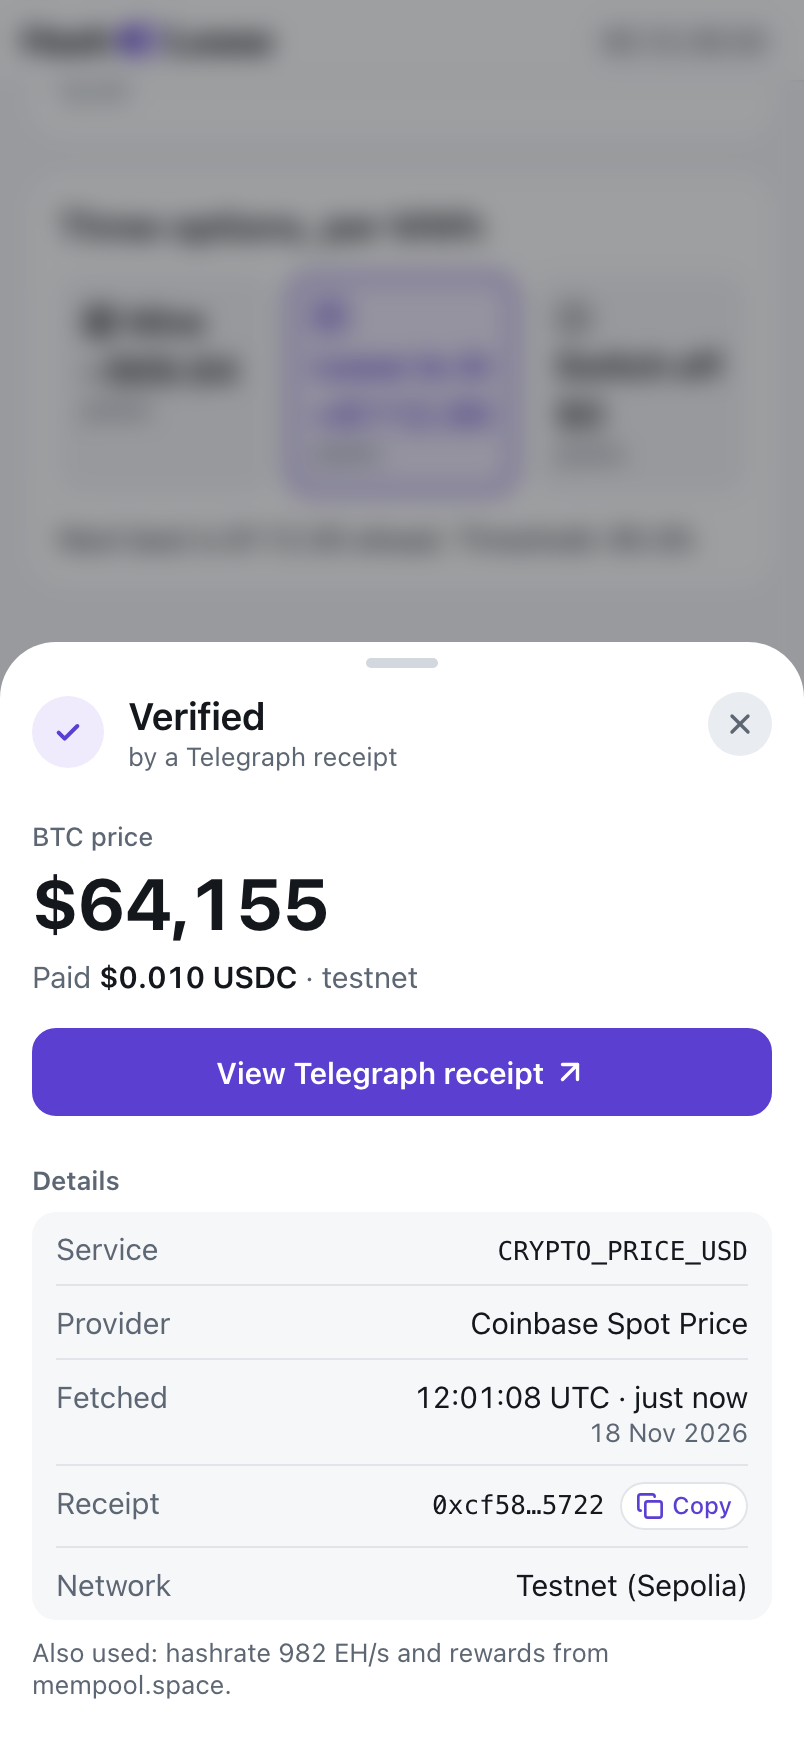 Verified
by a Telegraph receipt
BTC price
$64,155
Paid $0.010 USDC · testnet
View Telegraph receipt
Details
Service CRYPTO_PRICE_USD
Provider Coinbase Spot Price
Fetched 12:01:08 UTC · just now
18 Nov 2026
Receipt 0xcf58…5722 Copy
Network Testnet (Sepolia)
Also used: hashrate 982 EH/s and rewards from
mempool.space.